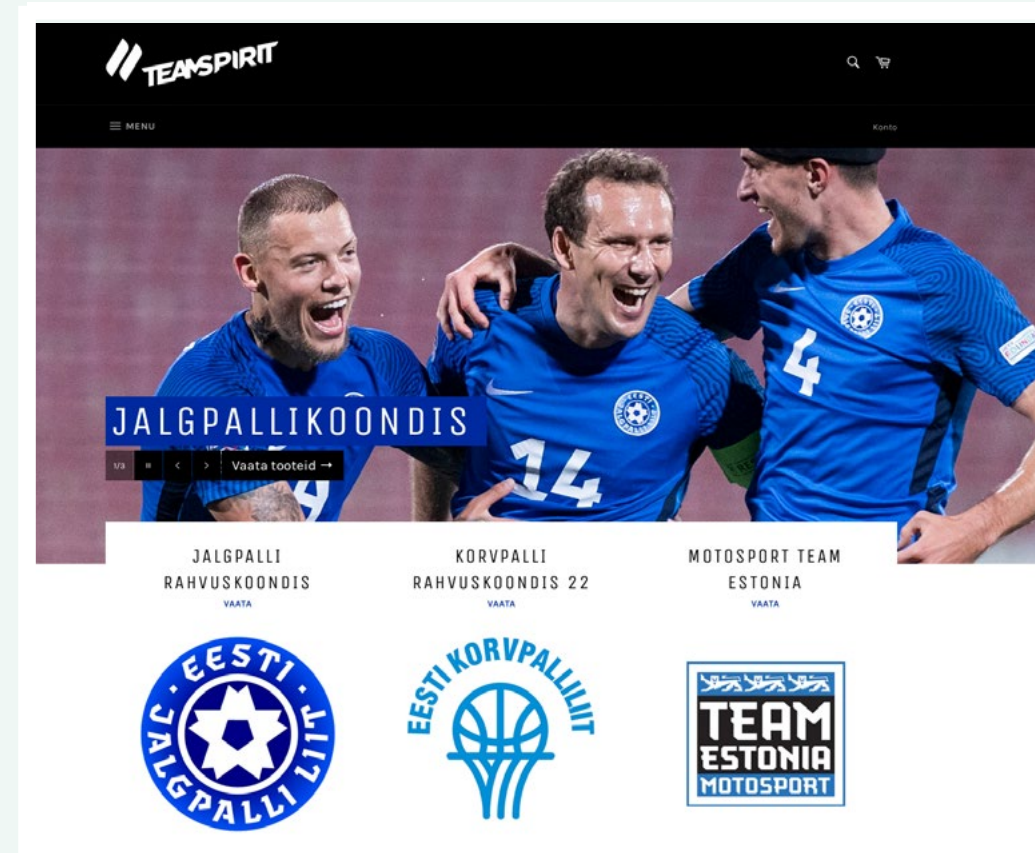 TEAMSPIRIT
MENU
Konto
4
14
JALGPALLIKOONDIS
1/3
Vaata tooteid →
JALGPALLI
RAHVUSKOONDIS
VAATA
KORVPALLI
RAHVUSKOONDIS 22
VAATA
MOTOSPORT TEAM
ESTONIA
VAATA
EESTI
JALGPALLI LIIT
EESTI KORVPALLILIIT
TEAM
ESTONIA
MOTOSPORT